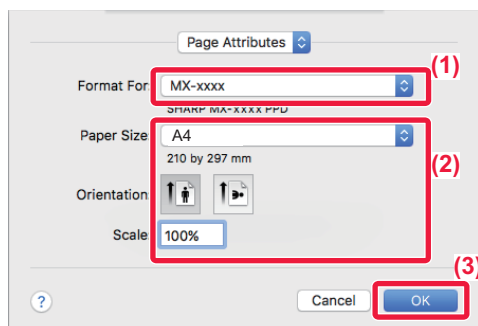 Page Attributes
(1)
Format For: MX-xxxx
SHARP MX-xxxx PPD
Paper Size: A4
210 by 297 mm
(2)
Orientation:
Scale: 100%
(3)
? Cancel OK